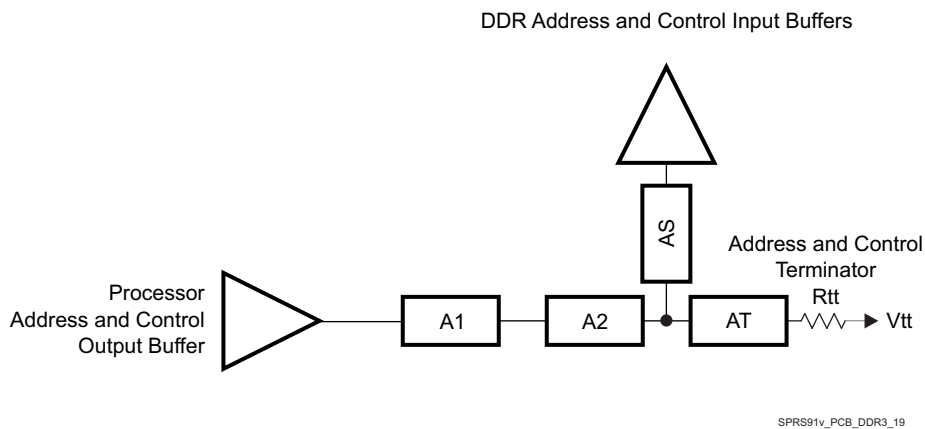 DDR Address and Control Input Buffers
AS
Address and Control
Terminator
Rtt
Processor
Address and Control
Output Buffer
A1
A2
AT
Vtt
SPRS91v_PCB_DDR3_19